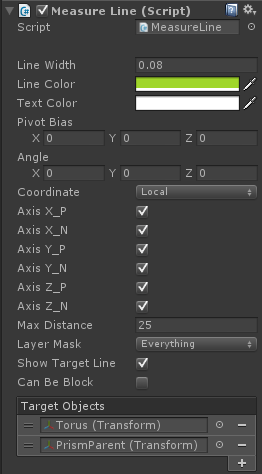 Measure Line (Script)
Script MeasureLine
Line Width 0.08
Line Color
Text Color
Pivot Bias
X 0 Y 0 Z 0
Angle
X 0 Y 0 Z 0
Coordinate Local
Axis X_P
Axis X_N
Axis Y_P
Axis Y_N
Axis Z_P
Axis Z_N
Max Distance 25
Layer Mask Everything
Show Target Line
Can Be Block
Target Objects
Torus (Transform)
PrismParent (Transform)